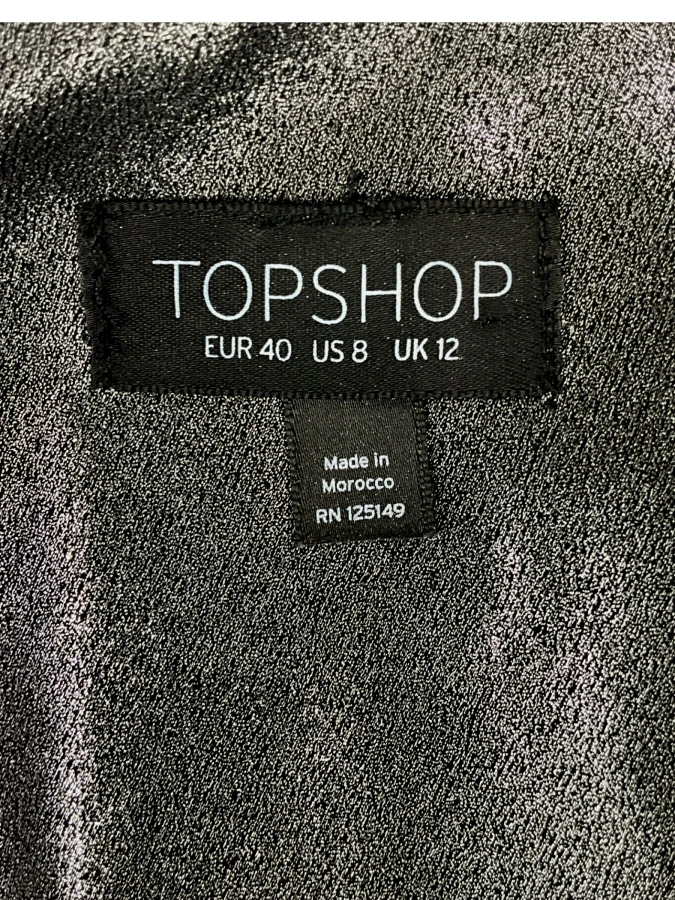 TOPSHOP
EUR 40 US 8 UK 12
Made in
Morocco
RN 125149